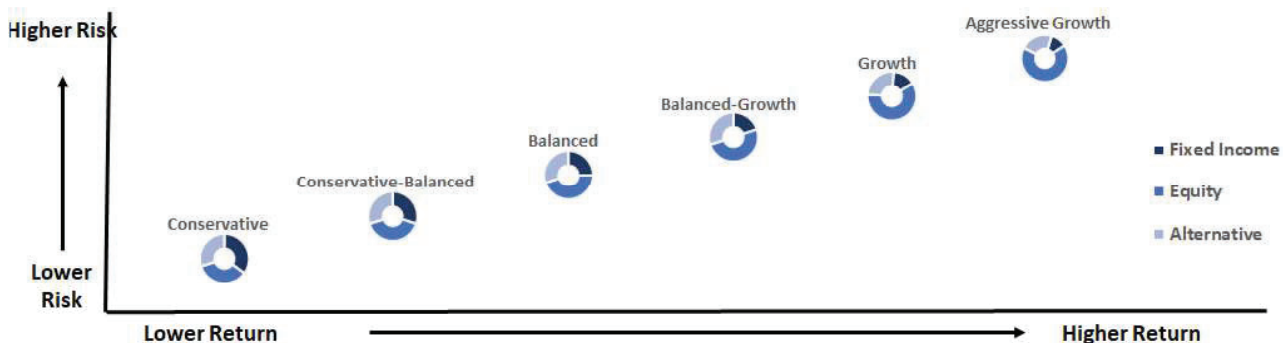 Higher Risk
Aggressive Growth
Growth
Balanced-Growth
Balanced
Conservative-Balanced
Conservative
Fixed Income
Equity
Alternative
Lower
Risk
Lower Return
Higher Return